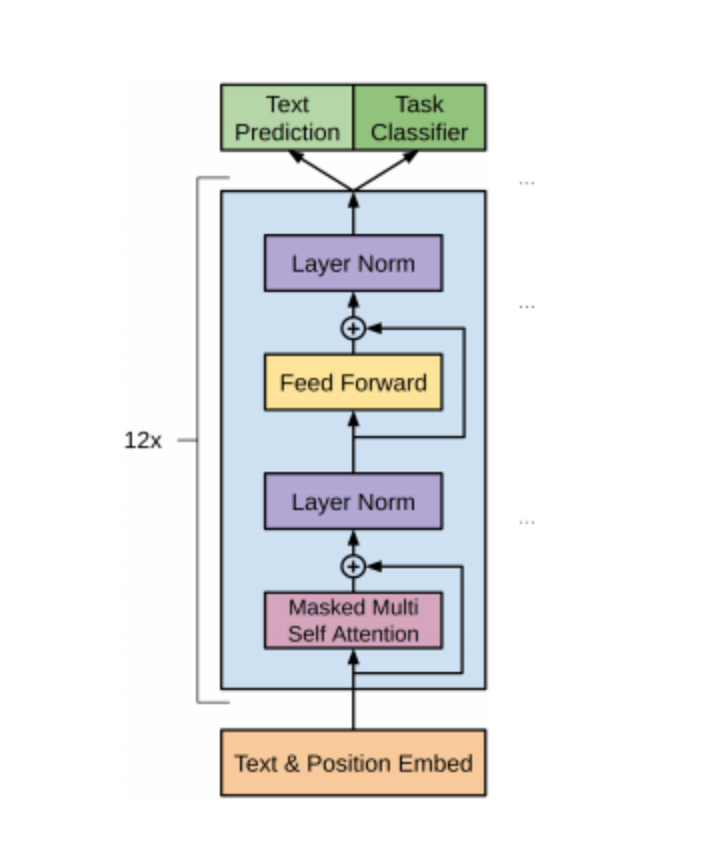 Text
Prediction
Task
Classifier
...
Layer Norm
...
Feed Forward
12x
Layer Norm
...
Masked Multi
Self Attention
Text & Position Embed